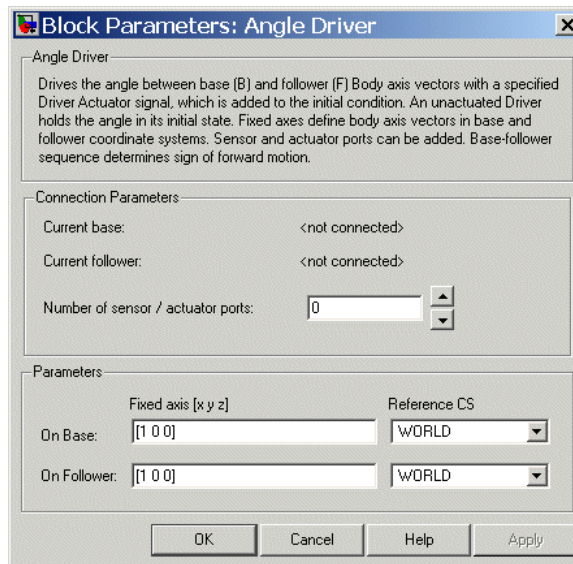 Block Parameters: Angle Driver
Angle Driver
Drives the angle between base (B) and follower (F) Body axis vectors with a specified
Driver Actuator signal, which is added to the initial condition. An unactuated Driver
holds the angle in its initial state. Fixed axes define body axis vectors in base and
follower coordinate systems. Sensor and actuator ports can be added. Base-follower
sequence determines sign of forward motion.
Connection Parameters
Current base: <not connected>
Current follower: <not connected>
Number of sensor / actuator ports: 0
Parameters
Fixed axis [x y z] Reference CS
On Base: [1 0 0] WORLD
On Follower: [1 0 0] WORLD
OK Cancel Help Apply